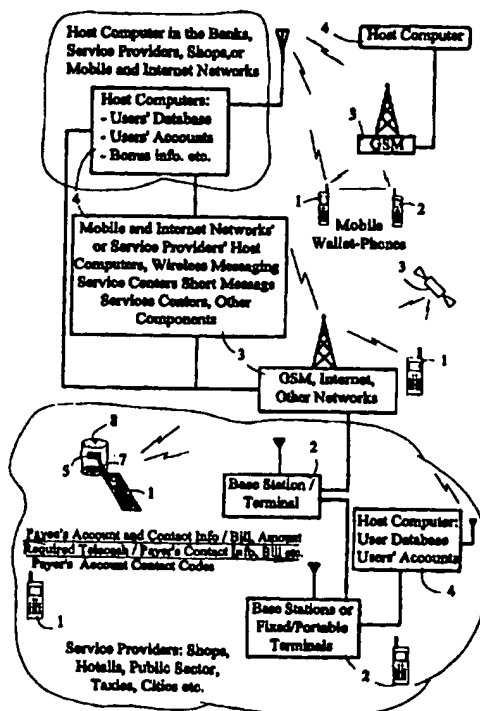 Host Computer in the Banks,
Service Providers, Shops,or
Mobile and Internet Networks
4
Host Computer
Host Computers:
- Users' Database
- Users' Accounts
- Bonus info. etc.
3
GSM
4
1
2
Mobile
Wallet-Phones
Mobile and Internet Networks'
or Service Providers' Host
Computers, Wireless Messaging
Service Centers Short Message
Services Centers, Other
Components
3
3
1
GSM, Internet,
Other Networks
8
5
7
1
2
Base Station /
Terminal
Host Computer:
User Database
Users' Accounts
4
Payee's Account and Contact Info / Bill, Amount
Required Telecash / Payer's Contact Info, Bill etc.
Payer's Account Contact Codes
1
Base Stations or
Fixed/Portable
Terminals
2
1
Service Providers: Shops,
Hotells, Public Sector,
Taxies, Cities etc.